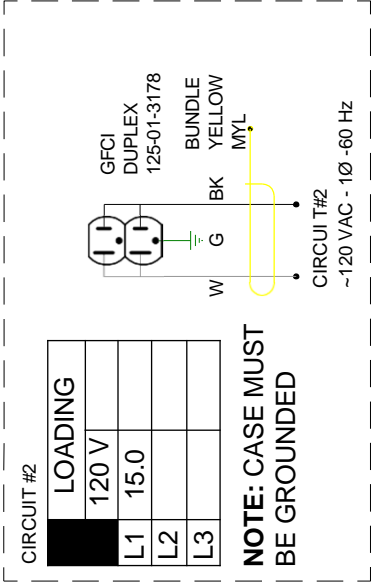 CIRCUIT #2
LOADING
120 V
L1 15.0
L2
L3
NOTE: CASE MUST
BE GROUNDED
GFCI
DUPLEX
125-01-3178
BUNDLE
YELLOW
MYL
W G BK
CIRCUI T#2
~120 VAC - 1Ø -60 Hz